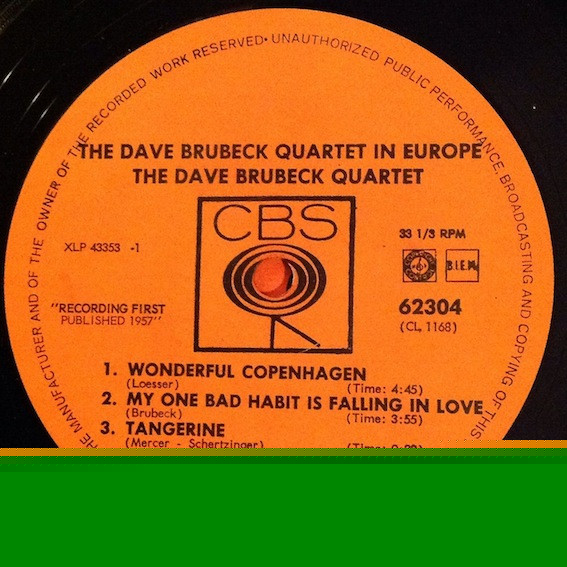 THE MANUFACTURER AND OF THE OWNER OF THE RECORDED WORK RESERVED• UNAUTHORIZED PUBLIC PERFORMANCE, BROADCASTING AND COPYING OF THIS
THE DAVE BRUBECK QUARTET IN EUROPE
THE DAVE BRUBECK QUARTET
CBS
XLP 43353 -1
33 1/3 RPM
B.I.E.M.
"RECORDING FIRST
PUBLISHED 1957"
62304
(CL, 1168)
1. WONDERFUL COPENHAGEN
(Loesser) (Time: 4:45)
2. MY ONE BAD HABIT IS FALLING IN LOVE
(Brubeck) (Time: 3:55)
3. TANGERINE
(Mercer - Schertzinger) (Time: